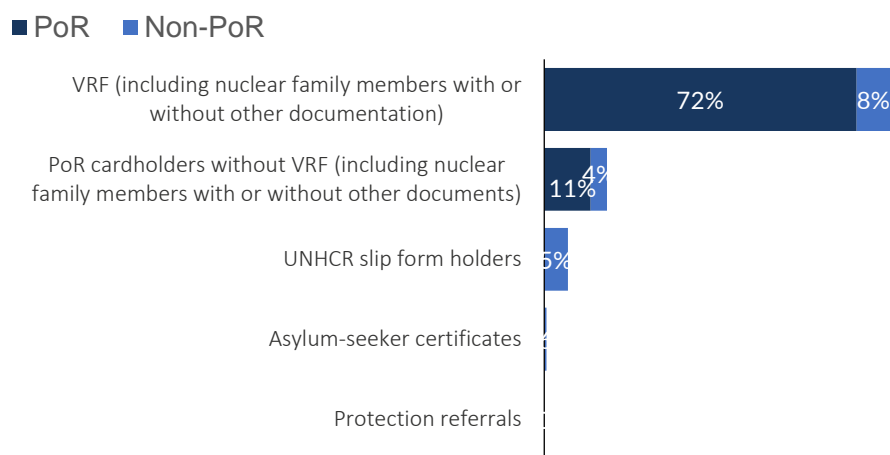 PoR Non-PoR
VRF (including nuclear family members with or
without other documentation)
72% 8%
PoR cardholders without VRF (including nuclear
family members with or without other documents)
11% 4%
UNHCR slip form holders
5%
Asylum-seeker certificates
Protection referrals